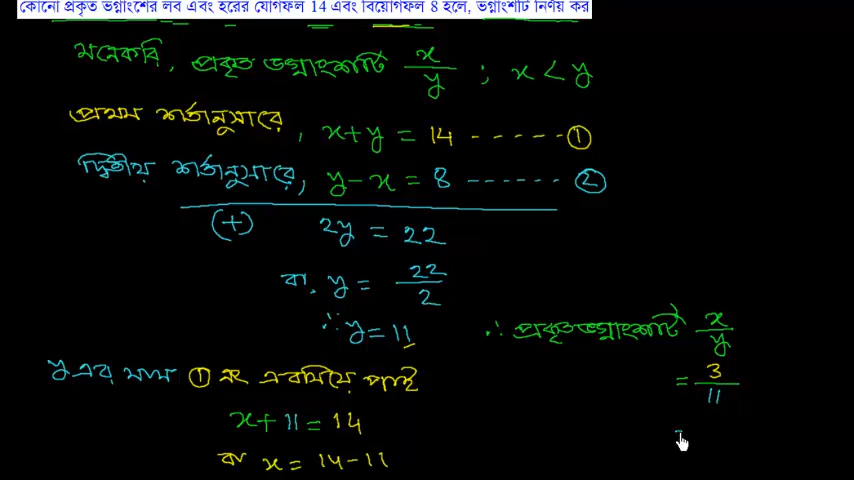 কোনো প্রকৃত ভগ্নাংশের লব এবং হরের যোগফল 14 এবং বিয়োগফল 8 হলে, ভগ্নাংশটি নির্ণয় কর
মনেকরি, প্রকৃত ভগ্নাংশটি x/y ; x < y
প্রথম শর্তানুসারে, x+y = 14 ------ ①
দ্বিতীয় শর্তানুসারে, y-x = 8 ------ ②
(+) 2y = 22
বা, y = 22/2
∴ y = 11
y এর মান ① নং এ বসিয়ে পাই
x + 11 = 14
বা x = 14-11
∴ প্রকৃত ভগ্নাংশটি x/y
= 3/11